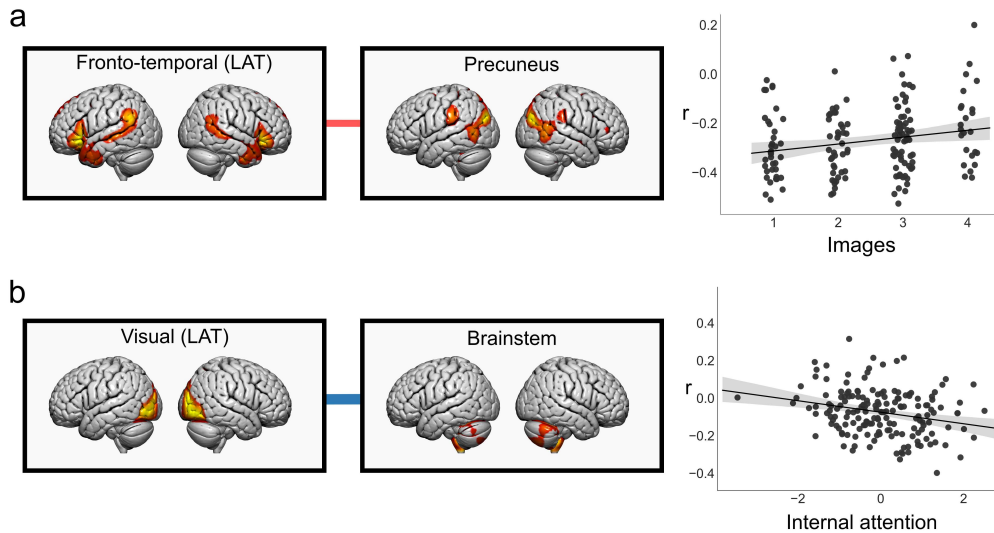 a
Fronto-temporal (LAT)
Precuneus
r
0.2
0.0
−0.2
−0.4
1 2 3 4
Images
b
Visual (LAT)
Brainstem
r
0.4
0.2
0.0
−0.2
−0.4
−2 0 2
Internal attention